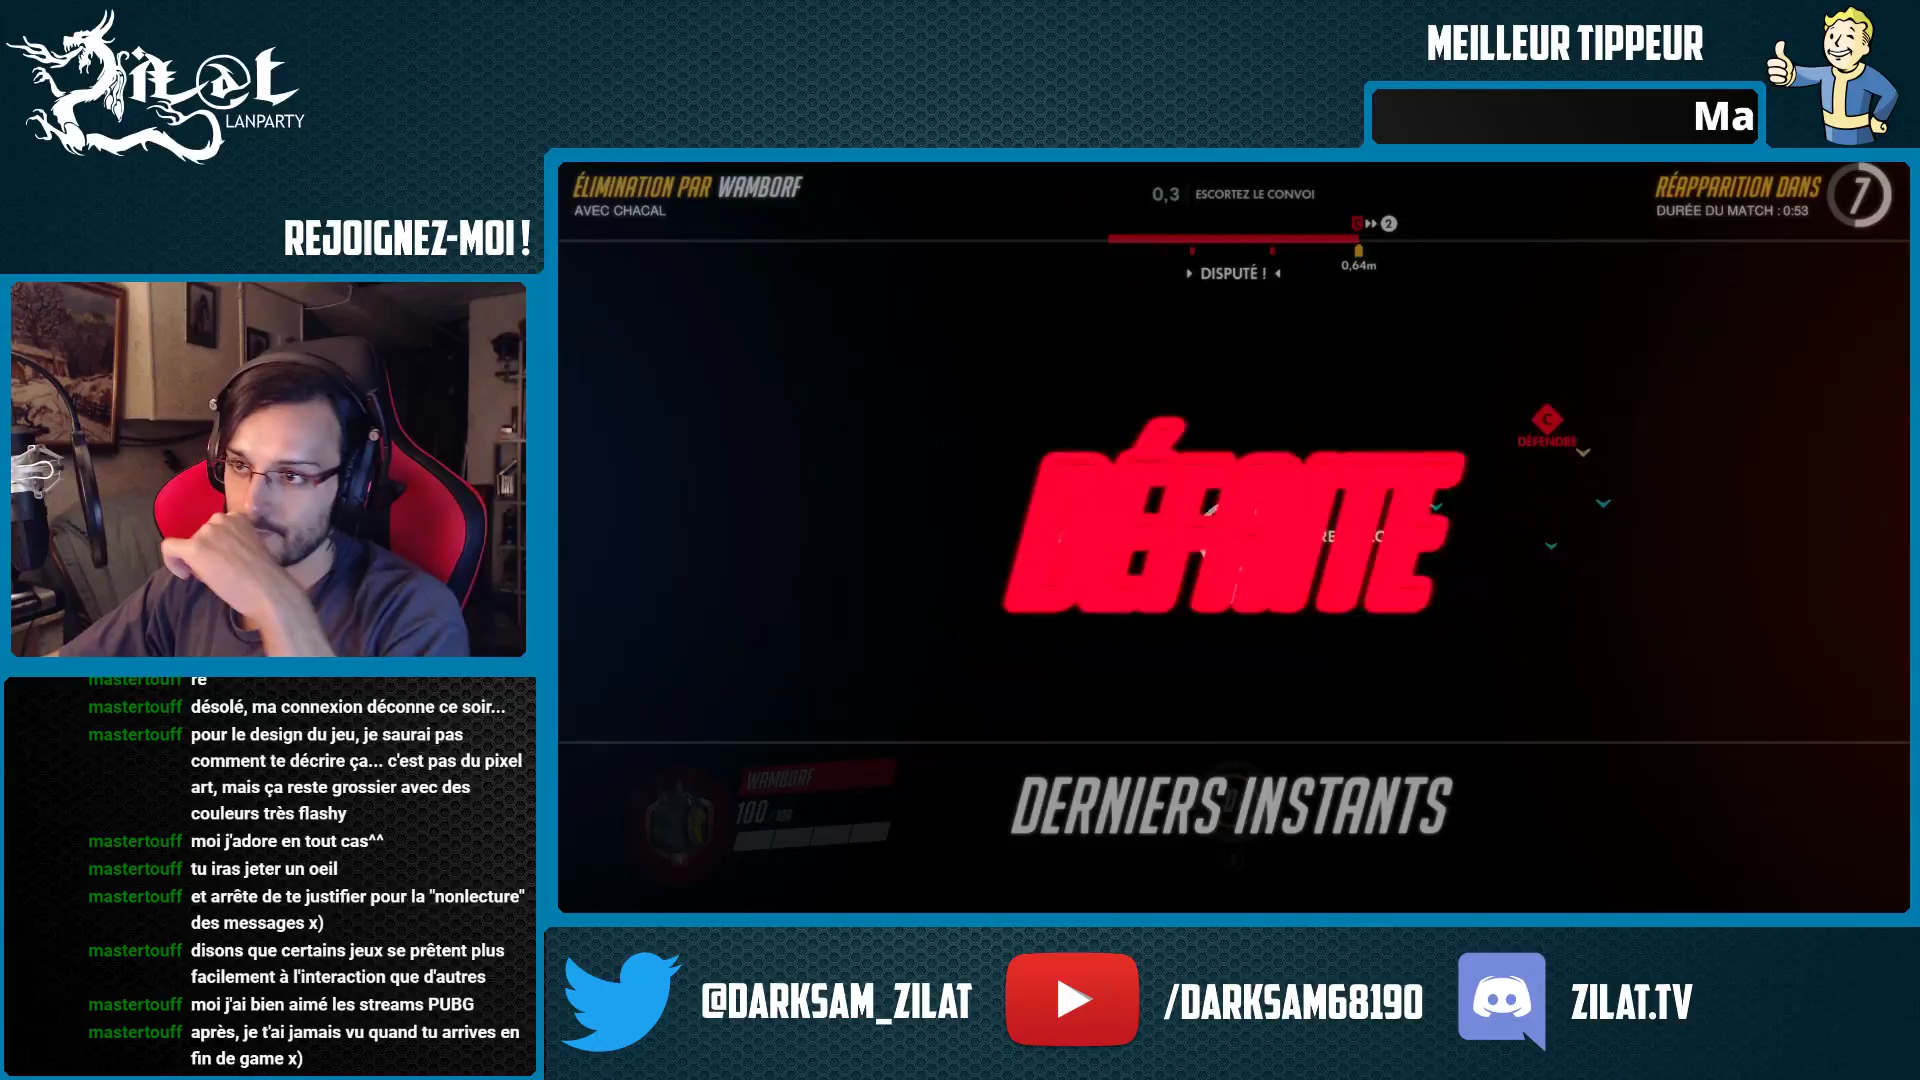 Zil@t
LANPARTY
REJOIGNEZ-MOI !
MEILLEUR TIPPEUR
Ma
ÉLIMINATION PAR WAMBORF
AVEC CHACAL
0,3 ESCORTEZ LE CONVOI
C 2
0,64m
DISPUTÉ !
RÉAPPARITION DANS 7
DURÉE DU MATCH : 0:53
C
DÉFENDRE
DÉFAITE
WAMBORF
100 / 100
DERNIERS INSTANTS
mastertouff re
mastertouff désolé, ma connexion déconne ce soir...
mastertouff pour le design du jeu, je saurai pas
comment te décrire ça... c'est pas du pixel
art, mais ça reste grossier avec des
couleurs très flashy
mastertouff moi j'adore en tout cas^^
mastertouff tu iras jeter un oeil
mastertouff et arrête de te justifier pour la "nonlecture"
des messages x)
mastertouff disons que certains jeux se prêtent plus
facilement à l'interaction que d'autres
mastertouff moi j'ai bien aimé les streams PUBG
mastertouff après, je t'ai jamais vu quand tu arrives en
fin de game x)
@DARKSAM_ZILAT
/DARKSAM68190
ZILAT.TV